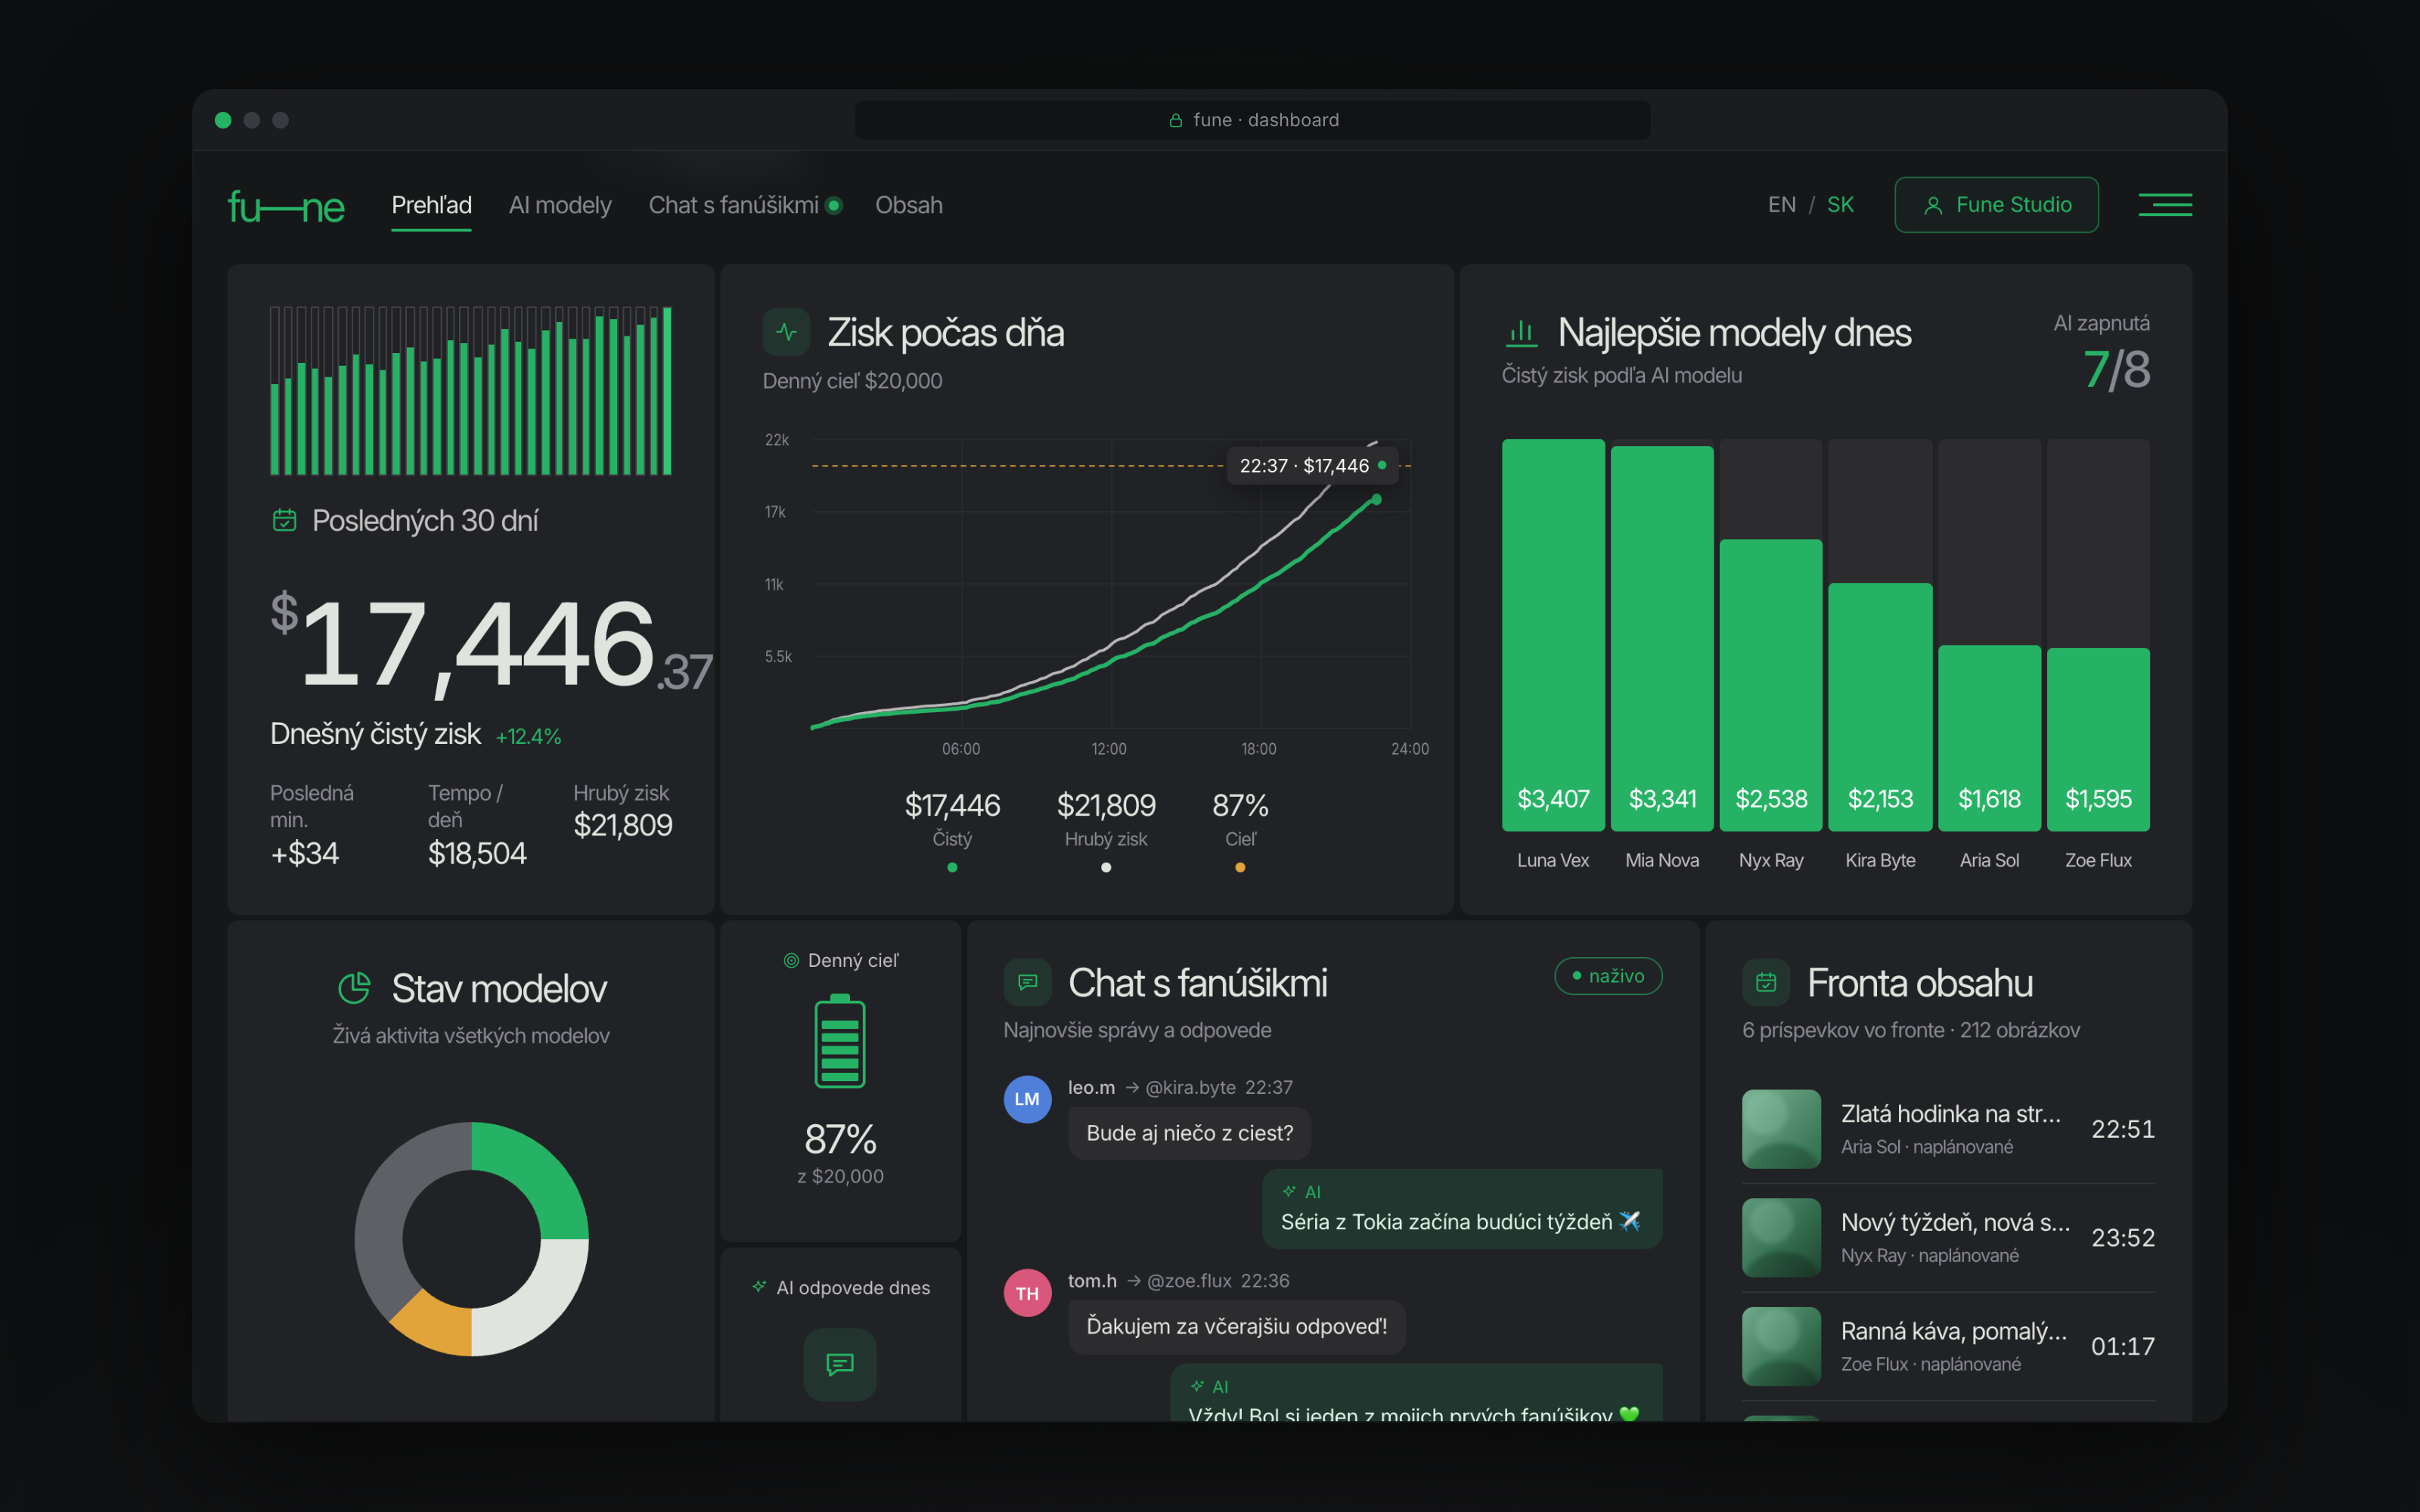 fune · dashboard
fu—ne
Prehľad
AI modely
Chat s fanúšikmi
Obsah
EN / SK
Fune Studio
Posledných 30 dní
$17,446.37
Dnešný čistý zisk +12.4%
Posledná min.
+$34
Tempo / deň
$18,504
Hrubý zisk
$21,809
Zisk počas dňa
Denný cieľ $20,000
22k
17k
11k
5.5k
22:37 · $17,446
06:00
12:00
18:00
24:00
$17,446
Čistý
$21,809
Hrubý zisk
87%
Cieľ
Najlepšie modely dnes
Čistý zisk podľa AI modelu
AI zapnutá
7/8
$3,407
$3,341
$2,538
$2,153
$1,618
$1,595
Luna Vex
Mia Nova
Nyx Ray
Kira Byte
Aria Sol
Zoe Flux
Stav modelov
Živá aktivita všetkých modelov
Denný cieľ
87%
z $20,000
AI odpovede dnes
Chat s fanúšikmi
naživo
Najnovšie správy a odpovede
LM
leo.m → @kira.byte 22:37
Bude aj niečo z ciest?
AI
Séria z Tokia začína budúci týždeň ✈️
TH
tom.h → @zoe.flux 22:36
Ďakujem za včerajšiu odpoveď!
AI
Vždy! Bol si jeden z mojich prvých fanúšikov 💚
Fronta obsahu
6 príspevkov vo fronte · 212 obrázkov
Zlatá hodinka na str...
Aria Sol · naplánované
22:51
Nový týždeň, nová s...
Nyx Ray · naplánované
23:52
Ranná káva, pomalý...
Zoe Flux · naplánované
01:17